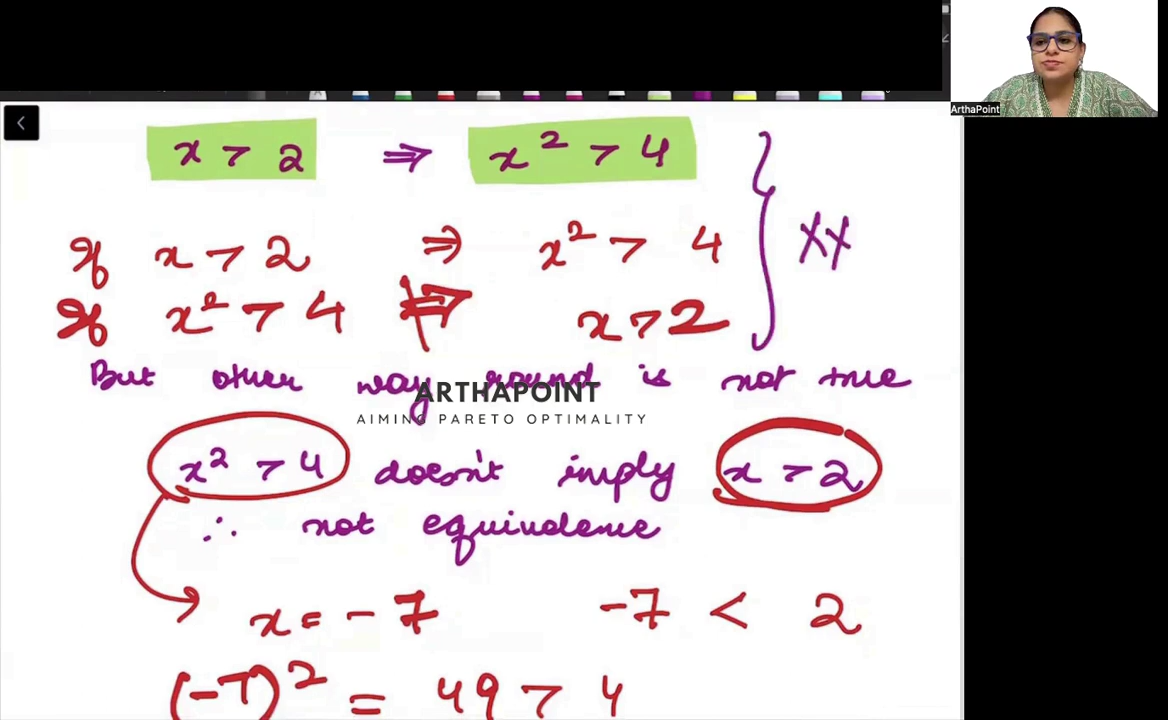 x > 2 ⇒ x² > 4
If x > 2 ⇒ x² > 4
If x² > 4 ⇏ x > 2
XX
But other way round is not true
ARTHAPOINT
AIMING PARETO OPTIMALITY
x² > 4 doesn't imply x > 2
∴ not equivalence
x = -7 -7 < 2
(-7)² = 49 > 4
ArthaPoint